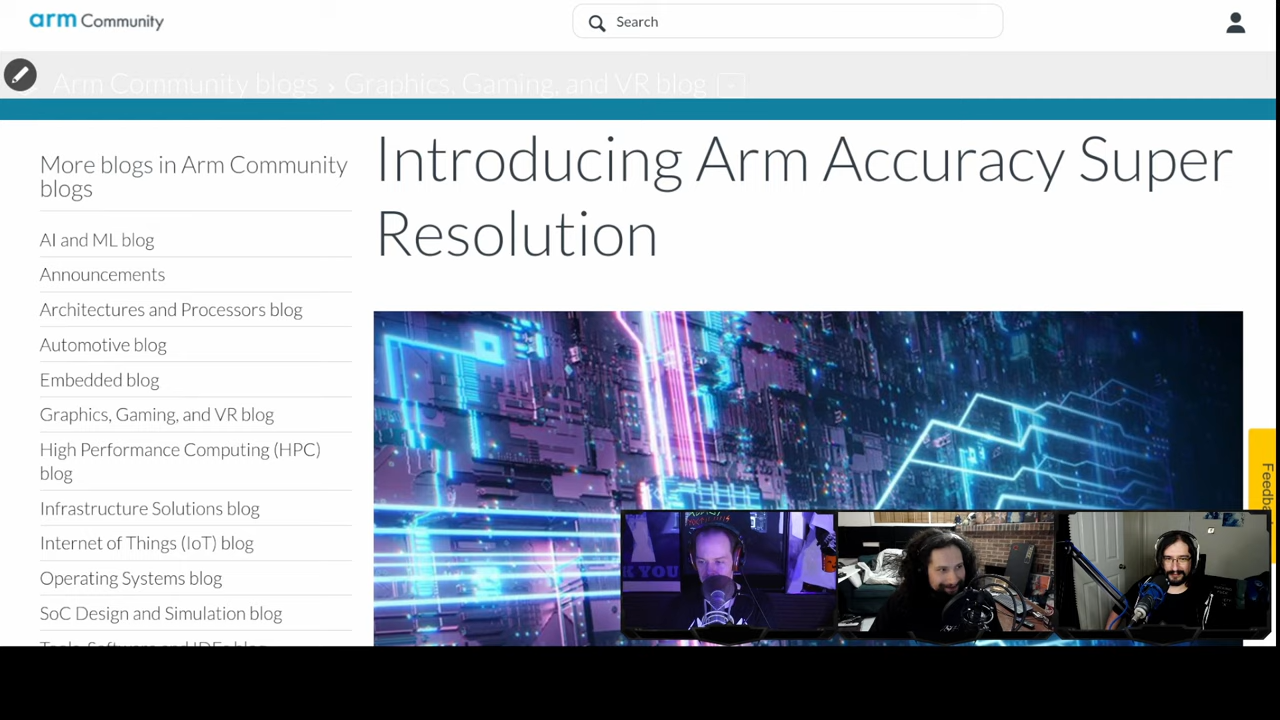 arm Community
Search
Arm Community blogs › Graphics, Gaming, and VR blog
More blogs in Arm Community
blogs
AI and ML blog
Announcements
Architectures and Processors blog
Automotive blog
Embedded blog
Graphics, Gaming, and VR blog
High Performance Computing (HPC)
blog
Infrastructure Solutions blog
Internet of Things (IoT) blog
Operating Systems blog
SoC Design and Simulation blog
Introducing Arm Accuracy Super
Resolution
K YOU